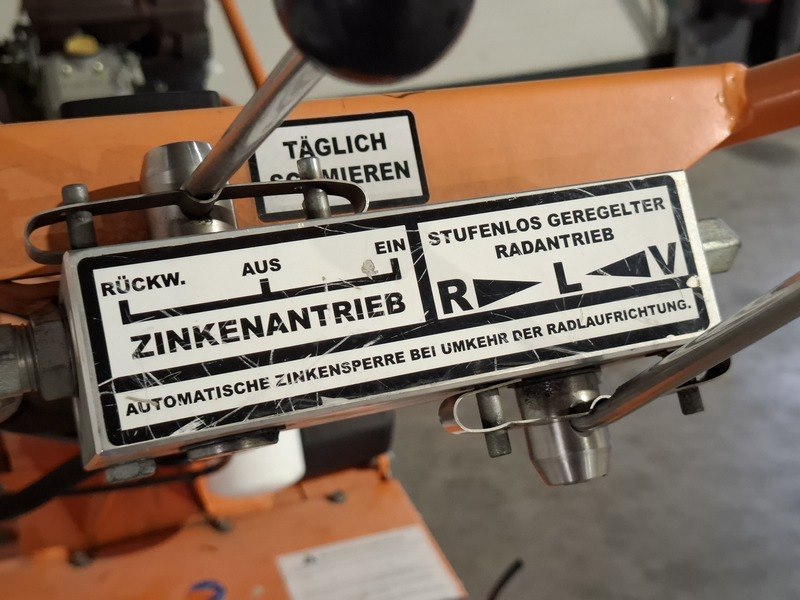 TÄGLICH
SCHMIEREN
RÜCKW. AUS EIN
ZINKENANTRIEB
STUFENLOS GEREGELTER
RADANTRIEB
R L V
AUTOMATISCHE ZINKENSPERRE BEI UMKEHR DER RADLAUFRICHTUNG.